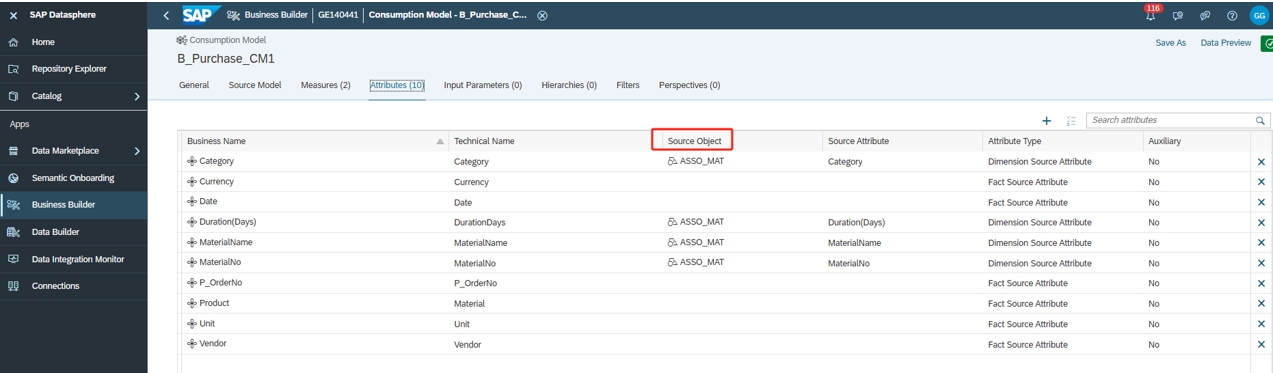 SAP Datasphere
SAP Business Builder GE140441 Consumption Model - B_Purchase_C... 116 GG
Home
Repository Explorer
Catalog
Apps
Data Marketplace
Semantic Onboarding
Business Builder
Data Builder
Data Integration Monitor
Connections
Consumption Model
B_Purchase_CM1
Save As Data Preview
General Source Model Measures (2) Attributes (10) Input Parameters (0) Hierarchies (0) Filters Perspectives (0)
Search attributes
Business Name Technical Name Source Object Source Attribute Attribute Type Auxiliary
Category Category ASSO_MAT Category Dimension Source Attribute No
Currency Currency Fact Source Attribute No
Date Date Fact Source Attribute No
Duration(Days) DurationDays ASSO_MAT Duration(Days) Dimension Source Attribute No
MaterialName MaterialName ASSO_MAT MaterialName Dimension Source Attribute No
MaterialNo MaterialNo ASSO_MAT MaterialNo Dimension Source Attribute No
P_OrderNo P_OrderNo Fact Source Attribute No
Product Material Fact Source Attribute No
Unit Unit Fact Source Attribute No
Vendor Vendor Fact Source Attribute No